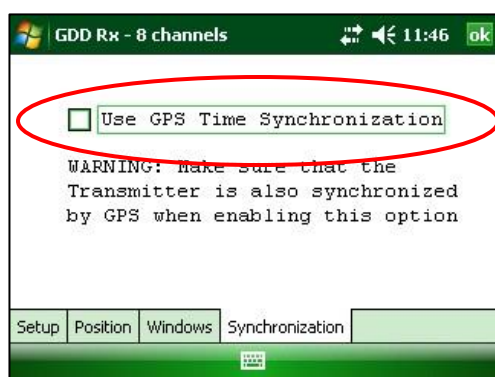 GDD Rx - 8 channels 11:46 ok
Use GPS Time Synchronization
WARNING: Make sure that the
Transmitter is also synchronized
by GPS when enabling this option
Setup Position Windows Synchronization